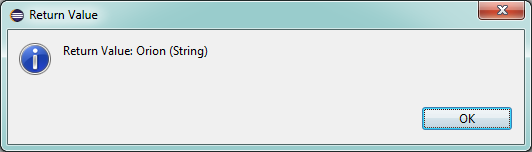 Return Value
Return Value: Orion (String)
OK